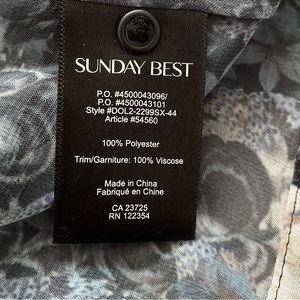 SUNDAY BEST
P.O. #4500043096/
P.O. #4500043101
Style #DOL2-2299SX-44
Article #54560
100% Polyester
Trim/Garniture: 100% Viscose
Made in China
Fabriqué en Chine
CA 23725
RN 122354